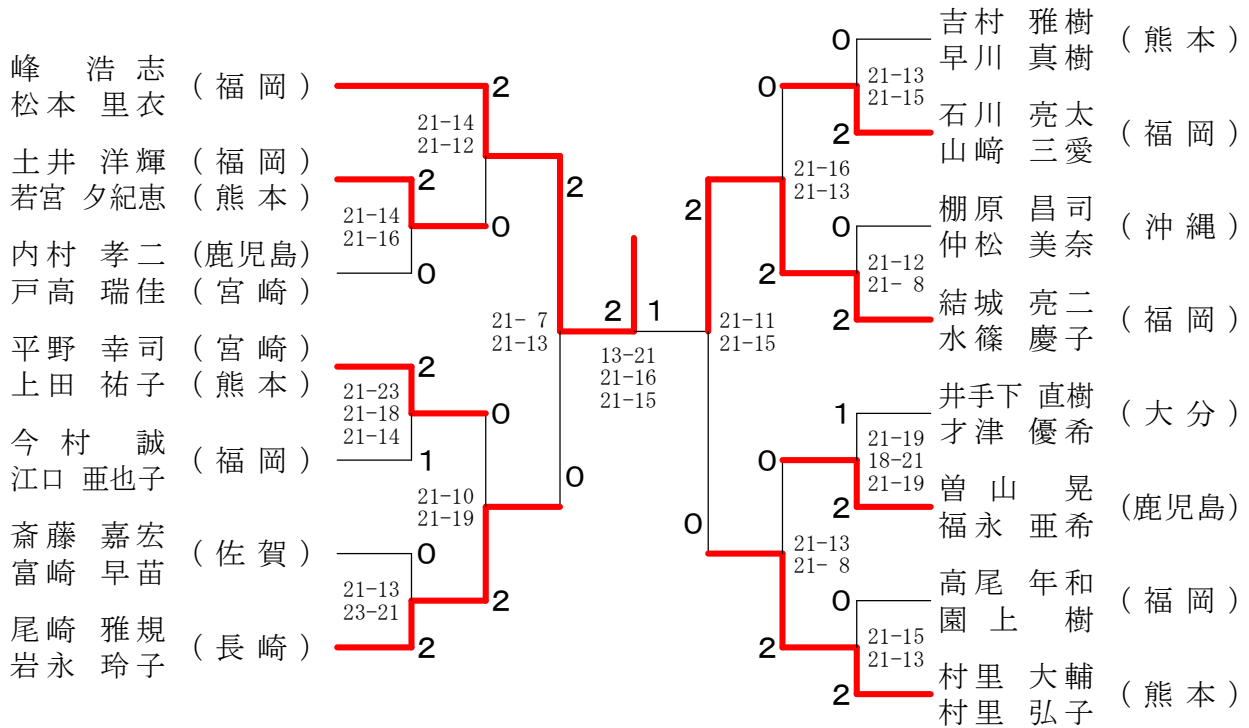 峰 浩志 (福岡)
松本 里衣
2
21-14
21-12
土井 洋輝 (福岡)
若宮 夕紀恵 (熊本)
2
21-14
21-16
0
内村 孝二 (鹿児島)
戸高 瑞佳 (宮崎)
0
2
平野 幸司 (宮崎)
上田 祐子 (熊本)
2
21-23
21-18
21-14
0
今村 誠 (福岡)
江口 亜也子
1
21-10
21-19
斎藤 嘉宏 (佐賀)
富崎 早苗
0
21-13
23-21
2
尾崎 雅規 (長崎)
岩永 玲子
2
21- 7
21-13
0
2 1
13-21
21-16
21-15
吉村 雅樹 (熊本)
早川 真樹
0
21-13
21-15
0
石川 亮太 (福岡)
山﨑 三愛
2
21-16
21-13
2
棚原 昌司 (沖縄)
仲松 美奈
0
21-12
21- 8
2
結城 亮二 (福岡)
水篠 慶子
2
21-11
21-15
井手下 直樹 (大分)
才津 優希
1
21-19
18-21
21-19
0
曽山 晃 (鹿児島)
福永 亜希
2
0
21-13
21- 8
高尾 年和 (福岡)
園上 樹
0
21-15
21-13
2
村里 大輔 (熊本)
村里 弘子
2